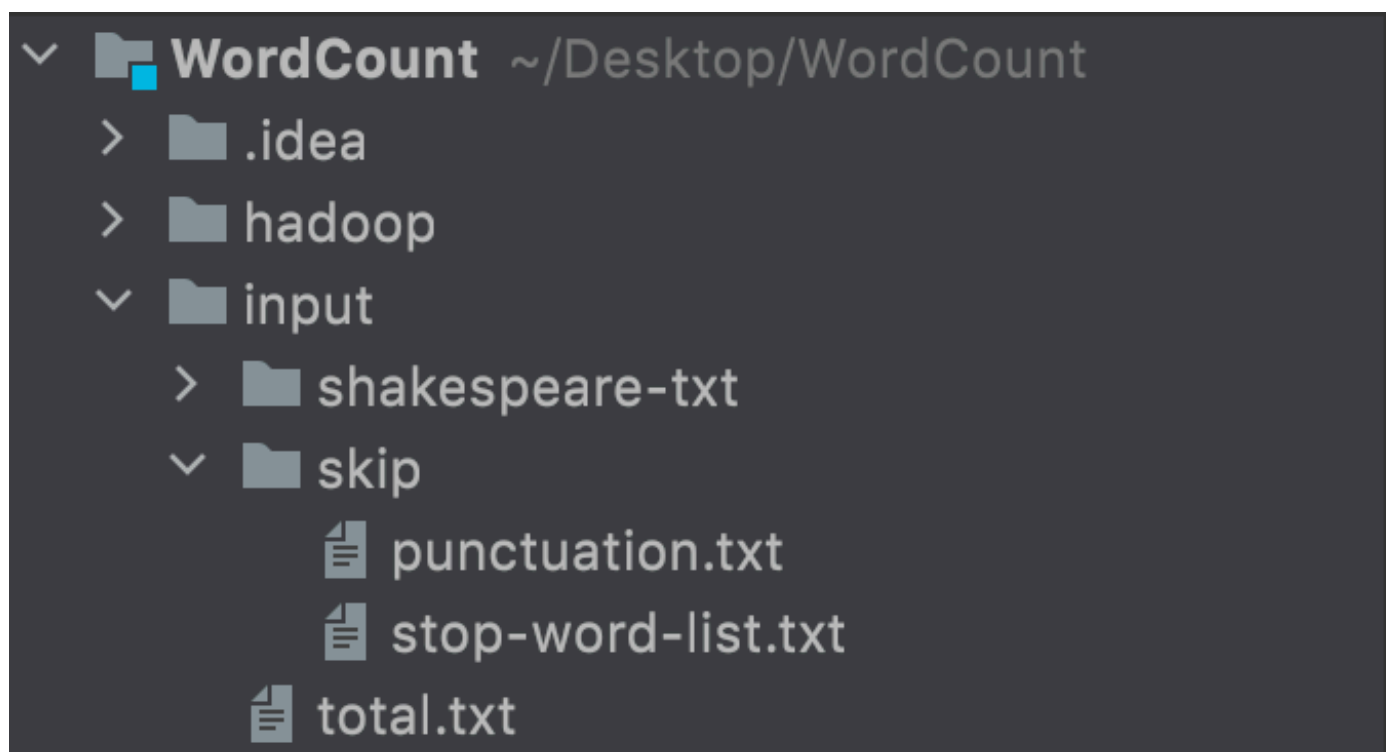 WordCount ~/Desktop/WordCount
.idea
hadoop
input
shakespeare-txt
skip
punctuation.txt
stop-word-list.txt
total.txt